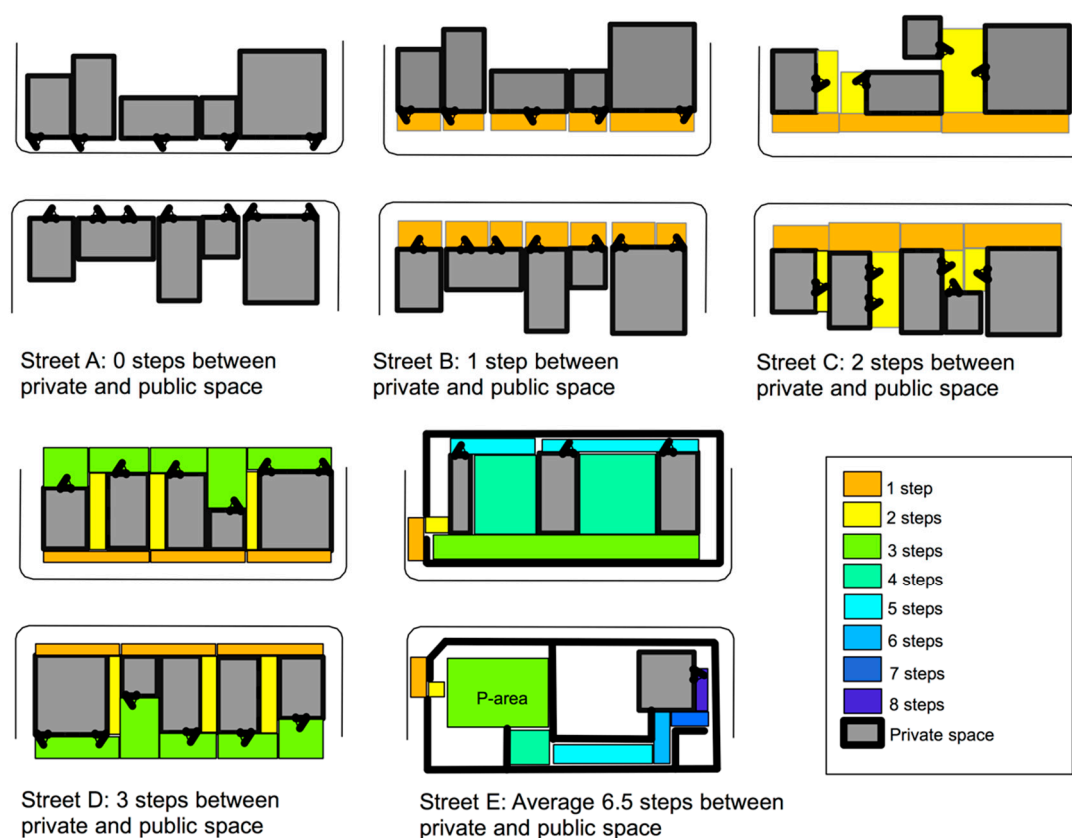 Street A: 0 steps between
private and public space
Street B: 1 step between
private and public space
Street C: 2 steps between
private and public space
1 step
2 steps
3 steps
4 steps
5 steps
6 steps
7 steps
8 steps
Private space
P-area
Street D: 3 steps between
private and public space
Street E: Average 6.5 steps between
private and public space